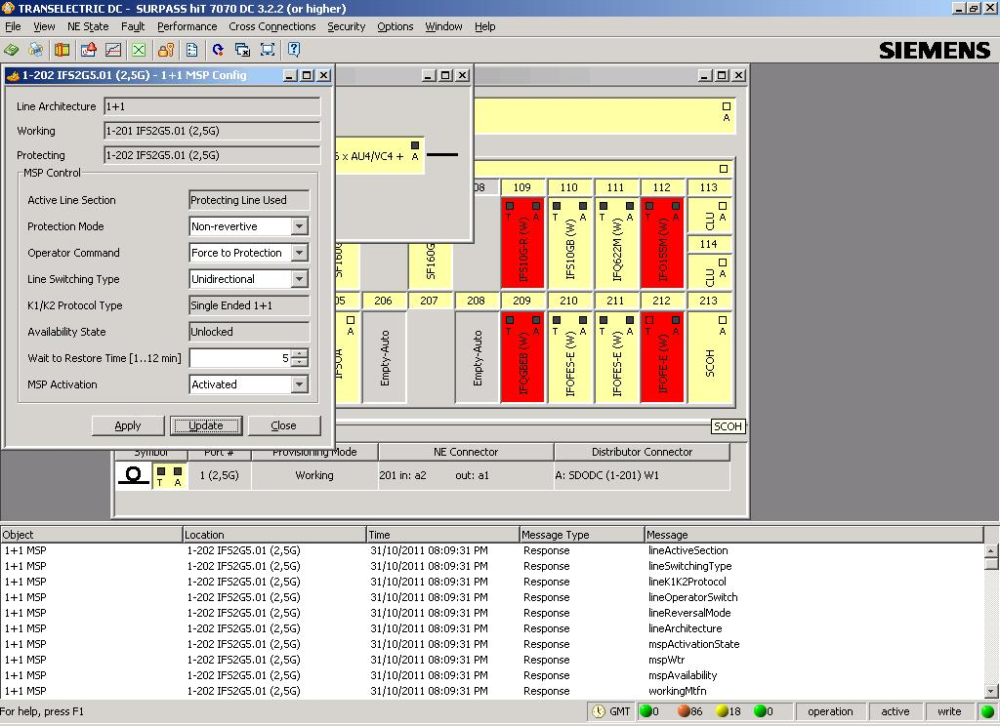 TRANSELECTRIC DC - SURPASS hiT 7070 DC 3.2.2 (or higher)
File View NE State Fault Performance Cross Connections Security Options Window Help
SIEMENS
1-202 IFS2G5.01 (2,5G) - 1+1 MSP Config
Line Architecture 1+1
Working 1-201 IFS2G5.01 (2,5G)
Protecting 1-202 IFS2G5.01 (2,5G)
MSP Control
Active Line Section Protecting Line Used
Protection Mode Non-revertive
Operator Command Force to Protection
Line Switching Type Unidirectional
K1/K2 Protocol Type Single Ended 1+1
Availability State Unlocked
Wait to Restore Time [1..12 min] 5
MSP Activation Activated
Apply Update Close
x AU4/VC4 + A
A
08 109 110 111 112 113
T A T A T A T A A
SF160G SF160G IFS10G-R (W) IFS10GB (W) IFQ622M (W) IFO155M (W) CLU
114
A
CLU
05 206 207 208 209 210 211 212 213
A T A T A T A T A A
IFSOA Empty-Auto Empty-Auto IFQGBEB (W) IFOFES-E (W) IFOFES-E (W) IFOFE-E (W) SCOH
SCOH
Symbol Port # Provisioning Mode NE Connector Distributor Connector
T A 1 (2,5G) Working 201 in: a2 out: a1 A: SDODC (1-201) W1
Object Location Time Message Type Message
1+1 MSP 1-202 IFS2G5.01 (2,5G) 31/10/2011 08:09:31 PM Response lineActiveSection
1+1 MSP 1-202 IFS2G5.01 (2,5G) 31/10/2011 08:09:31 PM Response lineSwitchingType
1+1 MSP 1-202 IFS2G5.01 (2,5G) 31/10/2011 08:09:31 PM Response lineK1K2Protocol
1+1 MSP 1-202 IFS2G5.01 (2,5G) 31/10/2011 08:09:31 PM Response lineOperatorSwitch
1+1 MSP 1-202 IFS2G5.01 (2,5G) 31/10/2011 08:09:31 PM Response lineReversalMode
1+1 MSP 1-202 IFS2G5.01 (2,5G) 31/10/2011 08:09:31 PM Response lineArchitecture
1+1 MSP 1-202 IFS2G5.01 (2,5G) 31/10/2011 08:09:31 PM Response mspActivationState
1+1 MSP 1-202 IFS2G5.01 (2,5G) 31/10/2011 08:09:31 PM Response mspWtr
1+1 MSP 1-202 IFS2G5.01 (2,5G) 31/10/2011 08:09:31 PM Response mspAvailability
1+1 MSP 1-202 IFS2G5.01 (2,5G) 31/10/2011 08:09:31 PM Response workingMtfn
For help, press F1 GMT 0 86 18 0 operation active write